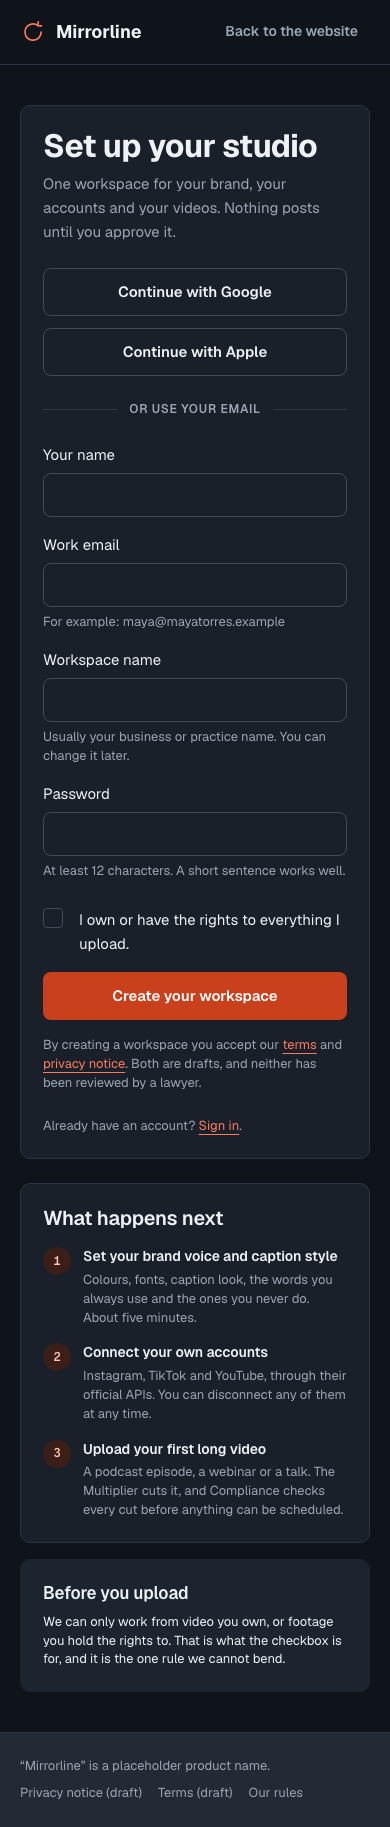 Mirrorline
Back to the website
Set up your studio
One workspace for your brand, your
accounts and your videos. Nothing posts
until you approve it.
Continue with Google
Continue with Apple
OR USE YOUR EMAIL
Your name
Work email
For example: maya@mayatorres.example
Workspace name
Usually your business or practice name. You can
change it later.
Password
At least 12 characters. A short sentence works well.
I own or have the rights to everything I
upload.
Create your workspace
By creating a workspace you accept our terms and
privacy notice. Both are drafts, and neither has
been reviewed by a lawyer.
Already have an account? Sign in.
What happens next
1
Set your brand voice and caption style
Colours, fonts, caption look, the words you
always use and the ones you never do.
About five minutes.
2
Connect your own accounts
Instagram, TikTok and YouTube, through their
official APIs. You can disconnect any of them
at any time.
3
Upload your first long video
A podcast episode, a webinar or a talk. The
Multiplier cuts it, and Compliance checks
every cut before anything can be scheduled.
Before you upload
We can only work from video you own, or footage
you hold the rights to. That is what the checkbox is
for, and it is the one rule we cannot bend.
“Mirrorline” is a placeholder product name.
Privacy notice (draft) Terms (draft) Our rules